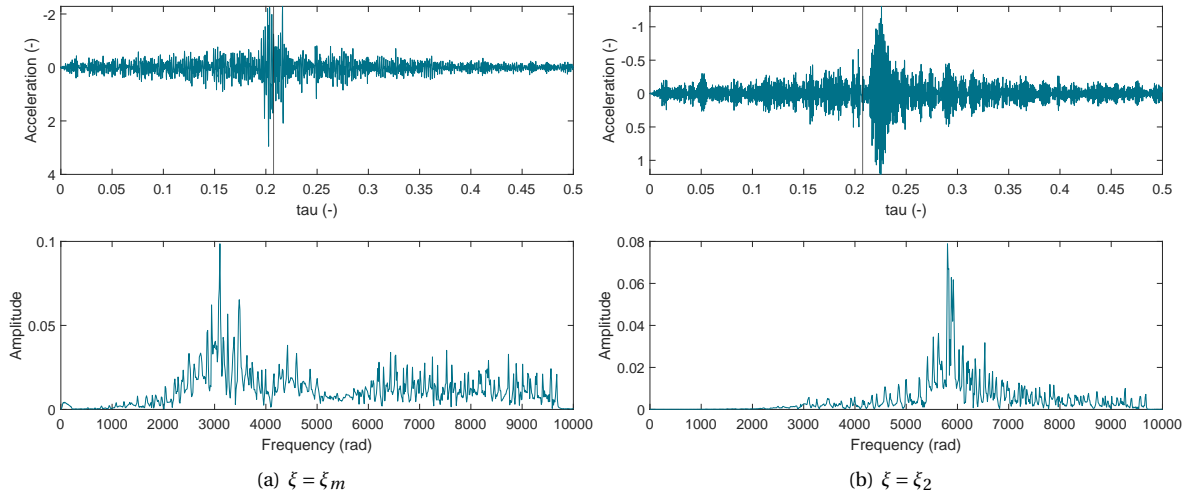 -2
0
2
4
Acceleration (-)
0 0.05 0.1 0.15 0.2 0.25 0.3 0.35 0.4 0.45 0.5
tau (-)
-1
-0.5
0
0.5
1
Acceleration (-)
0 0.05 0.1 0.15 0.2 0.25 0.3 0.35 0.4 0.45 0.5
tau (-)
0.1
0.05
0
Amplitude
0 1000 2000 3000 4000 5000 6000 7000 8000 9000 10000
Frequency (rad)
0.08
0.06
0.04
0.02
0
Amplitude
0 1000 2000 3000 4000 5000 6000 7000 8000 9000 10000
Frequency (rad)
(a) ξ = ξm
(b) ξ = ξ2